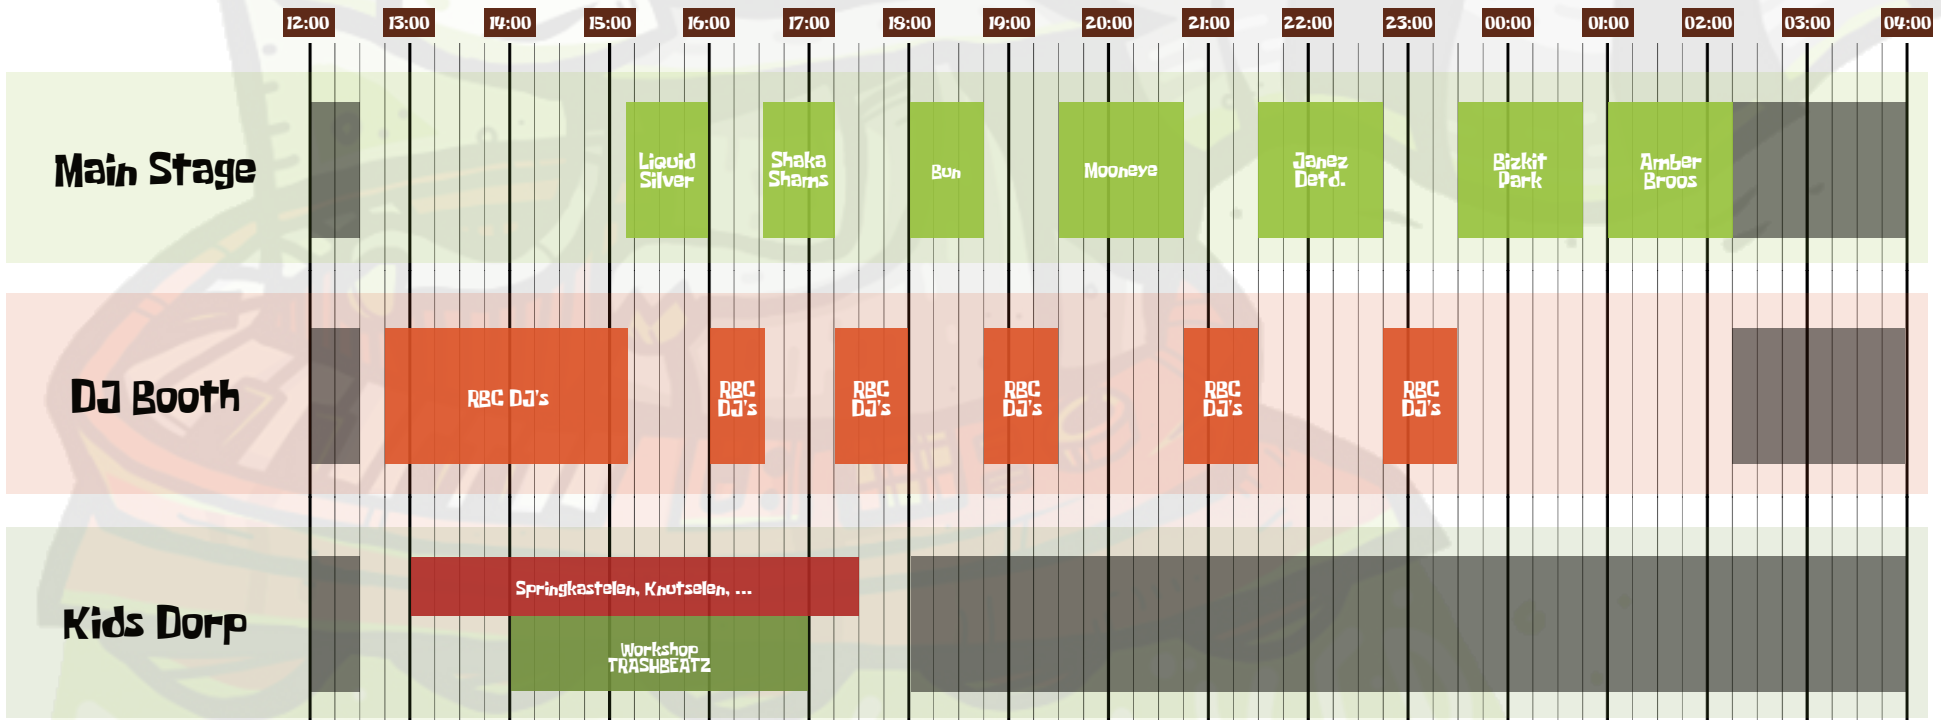 12:00 13:00 14:00 15:00 16:00 17:00 18:00 19:00 20:00 21:00 22:00 23:00 00:00 01:00 02:00 03:00 04:00
Main Stage
Liquid
Silver
Shaka
Shams
Bun
Mooneye
Janez
Detd.
Bizkit
Park
Amber
Broos
DJ Booth
RBC DJ's
RBC
DJ's
RBC
DJ's
RBC
DJ's
RBC
DJ's
RBC
DJ's
Kids Dorp
Springkastelen, Knutselen, ...
Workshop
TRASHBEATZ